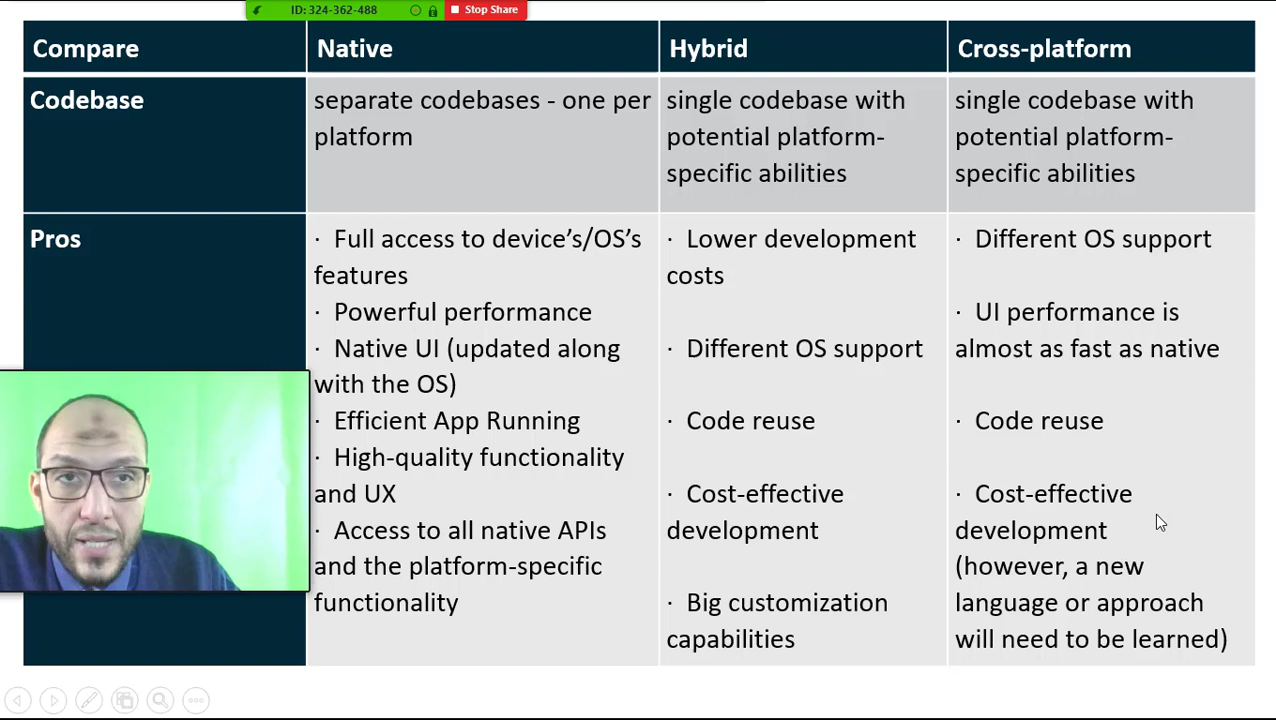 ID: 324-362-488 Stop Share
Compare
Native
Hybrid
Cross-platform
Codebase
separate codebases - one per
platform
single codebase with
potential platform-
specific abilities
single codebase with
potential platform-
specific abilities
Pros
· Full access to device’s/OS’s
features
· Powerful performance
· Native UI (updated along
with the OS)
· Efficient App Running
· High-quality functionality
and UX
· Access to all native APIs
and the platform-specific
functionality
· Lower development
costs
· Different OS support
· Code reuse
· Cost-effective
development
· Big customization
capabilities
· Different OS support
· UI performance is
almost as fast as native
· Code reuse
· Cost-effective
development
(however, a new
language or approach
will need to be learned)